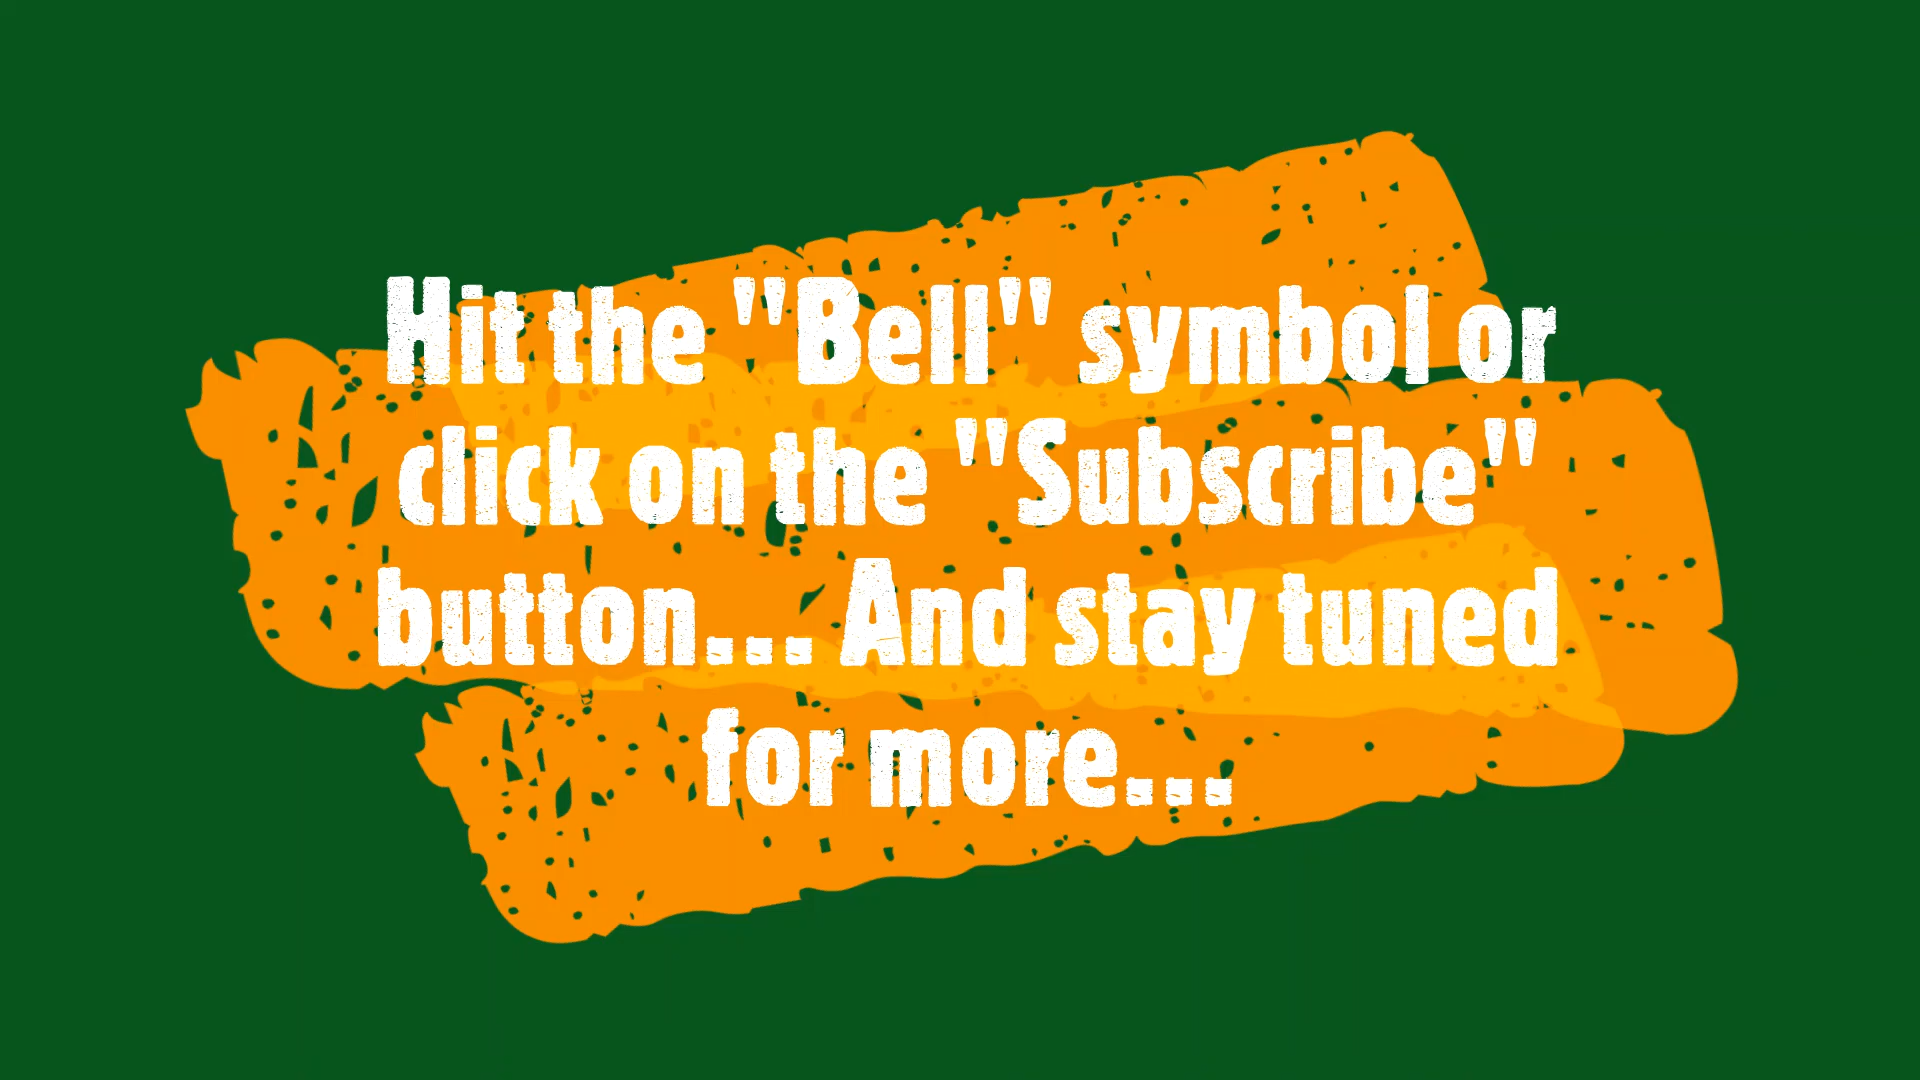 Hit the "Bell" symbol or
click on the "Subscribe"
button... And stay tuned
for more...